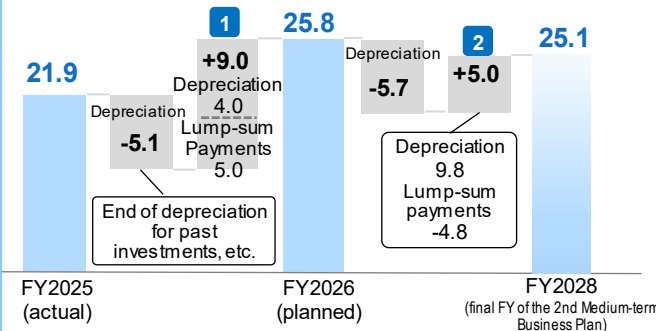 1
25.8
21.9
+9.0
Depreciation
4.0
Lump-sum
Payments
5.0
Depreciation
-5.1
End of depreciation
for past
investments, etc.
Depreciation
-5.7
2
+5.0
25.1
Depreciation
9.8
Lump-sum
payments
-4.8
FY2025
(actual)
FY2026
(planned)
FY2028
(final FY of the 2nd Medium-term
Business Plan)